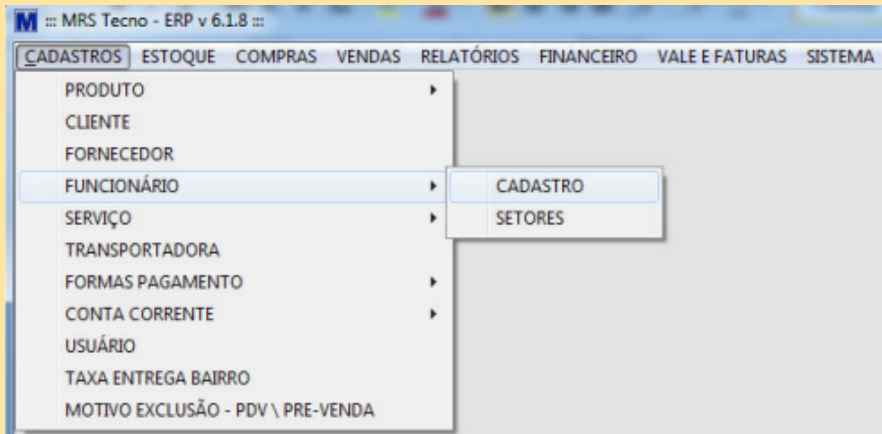 M ::: MRS Tecno - ERP v 6.1.8 :::
CADASTROS ESTOQUE COMPRAS VENDAS RELATÓRIOS FINANCEIRO VALE E FATURAS SISTEMA
PRODUTO
CLIENTE
FORNECEDOR
FUNCIONÁRIO
CADASTRO
SERVIÇO
SETORES
TRANSPORTADORA
FORMAS PAGAMENTO
CONTA CORRENTE
USUÁRIO
TAXA ENTREGA BAIRRO
MOTIVO EXCLUSÃO - PDV \ PRE-VENDA